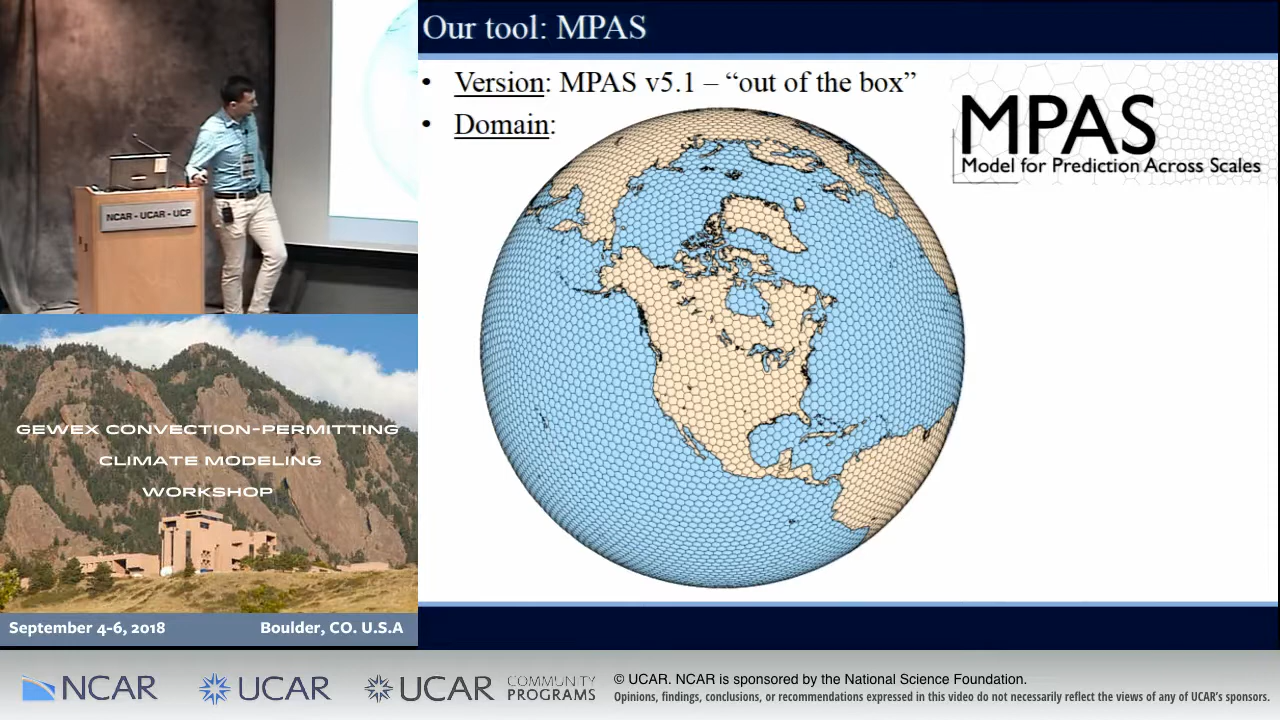 Our tool: MPAS
• Version: MPAS v5.1 – “out of the box”
• Domain:
MPAS
Model for Prediction Across Scales
NCAR - UCAR - UCP
GEWEX CONVECTION-PERMITTING
CLIMATE MODELING
WORKSHOP
September 4-6, 2018 Boulder, CO. U.S.A
NCAR
UCAR
UCAR COMMUNITY PROGRAMS
© UCAR. NCAR is sponsored by the National Science Foundation.
Opinions, findings, conclusions, or recommendations expressed in this video do not necessarily reflect the views of any of UCAR's sponsors.